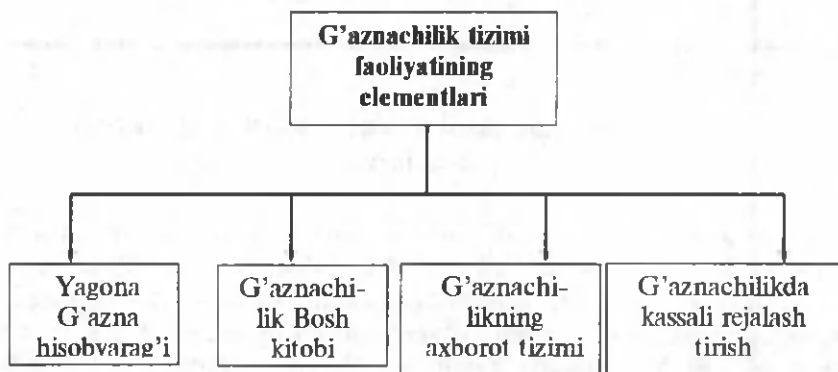 G'aznachilik tizimi
faoliyatining
elementlari
Yagona
G'azna
hisobvarag'i
G'aznachi-
lik Bosh
kitobi
G'aznachi-
likning
axborot tizimi
G'aznachilikda
kassali rejalash
tirish